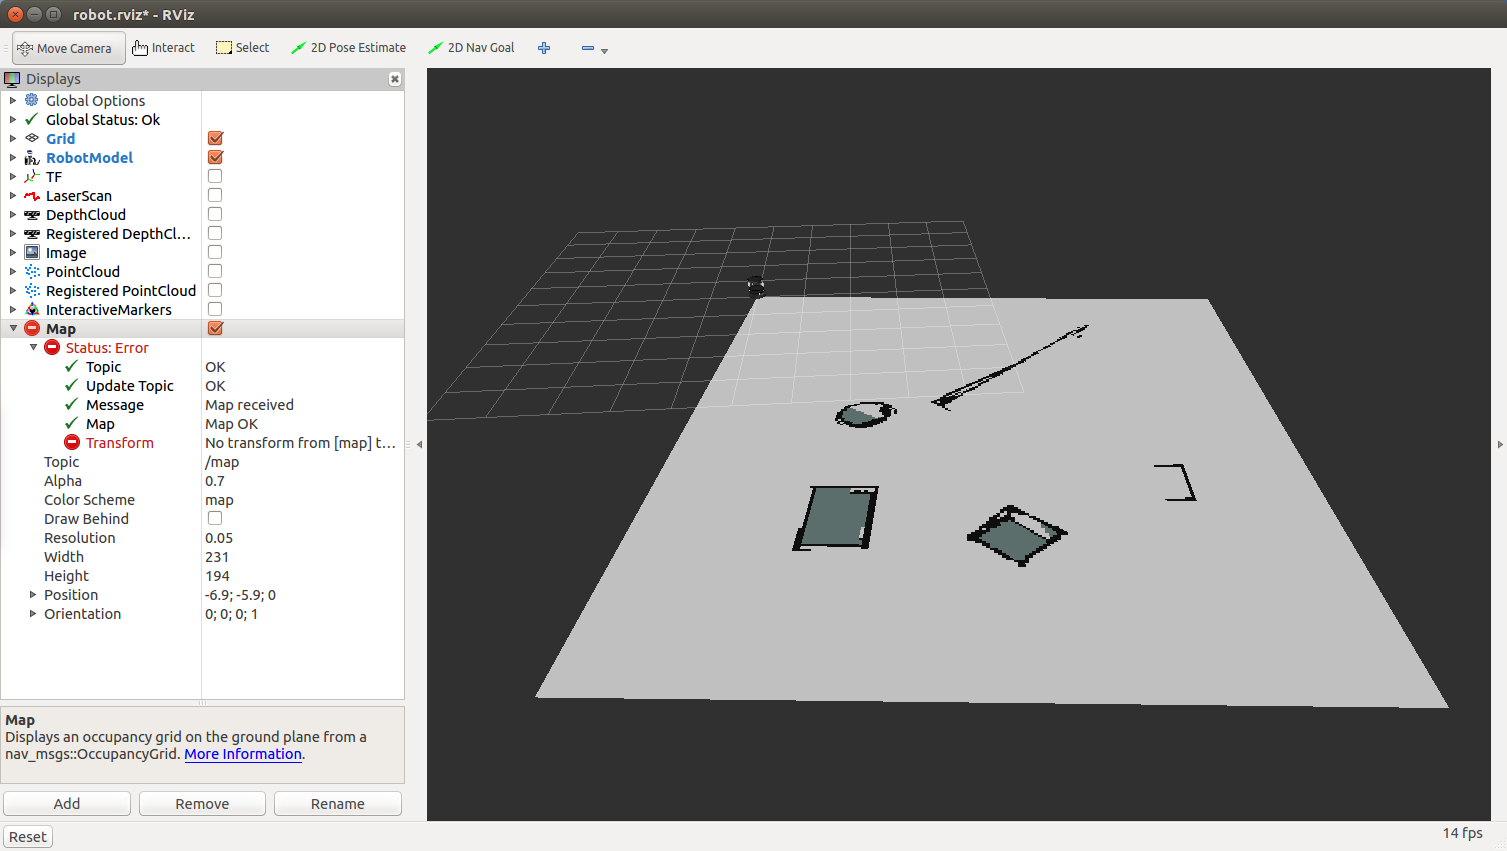 robot.rviz* - RViz
Move Camera Interact Select 2D Pose Estimate 2D Nav Goal
Displays
Global Options
Global Status: Ok
Grid
RobotModel
TF
LaserScan
DepthCloud
Registered DepthCl...
Image
PointCloud
Registered PointCloud
InteractiveMarkers
Map
Status: Error
Topic OK
Update Topic OK
Message Map received
Map Map OK
Transform No transform from [map] t...
Topic /map
Alpha 0.7
Color Scheme map
Draw Behind
Resolution 0.05
Width 231
Height 194
Position -6.9; -5.9; 0
Orientation 0; 0; 0; 1
Map
Displays an occupancy grid on the ground plane from a
nav_msgs::OccupancyGrid. More Information.
Add Remove Rename
Reset 14 fps